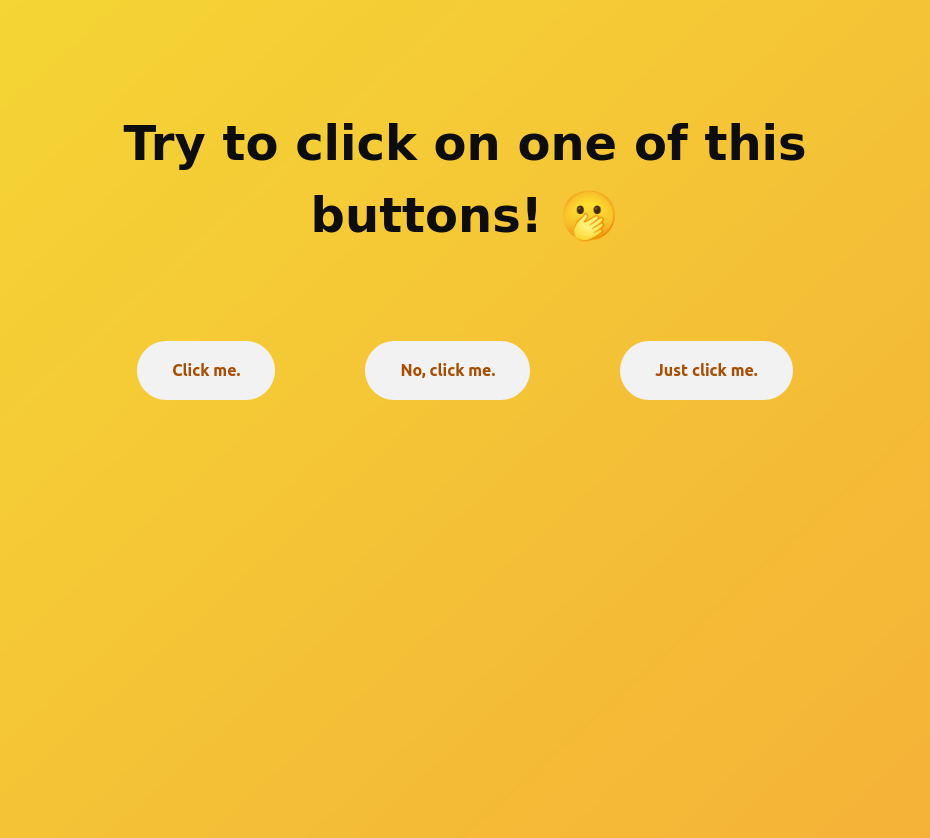 Try to click on one of this
buttons! 🤭
Click me.
No, click me.
Just click me.